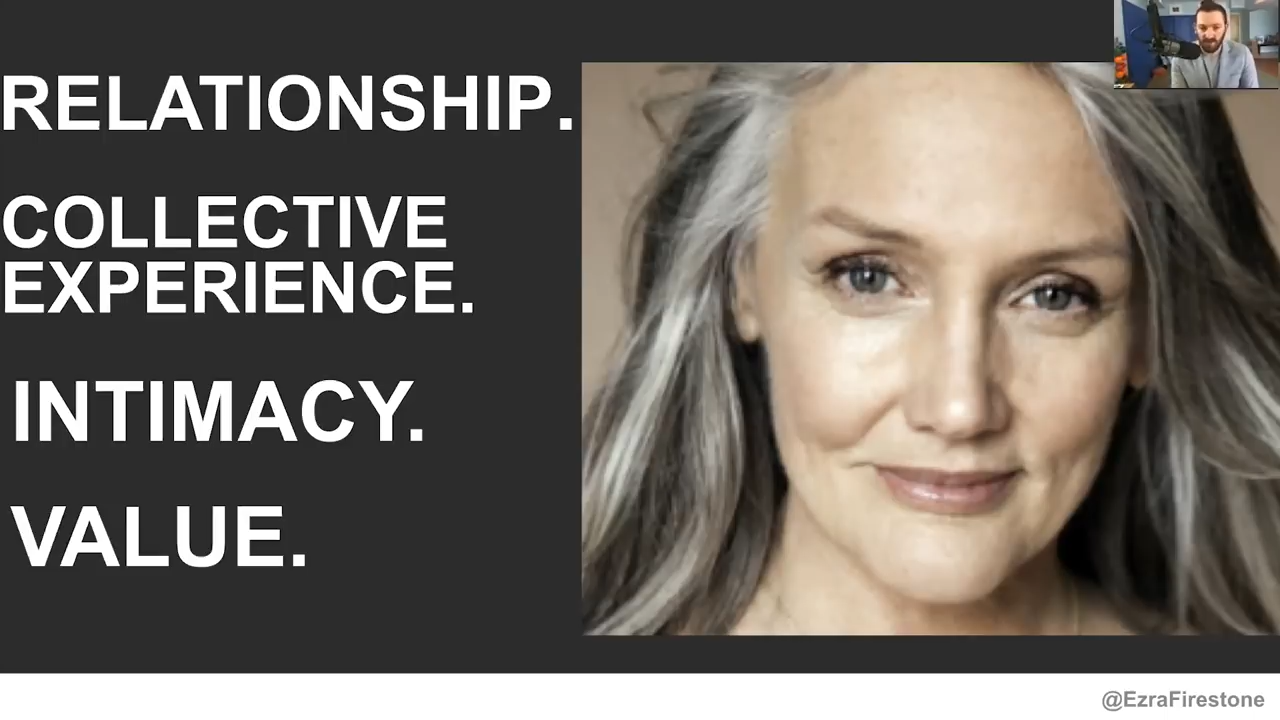 RELATIONSHIP.
COLLECTIVE
EXPERIENCE.
INTIMACY.
VALUE.
@EzraFirestone